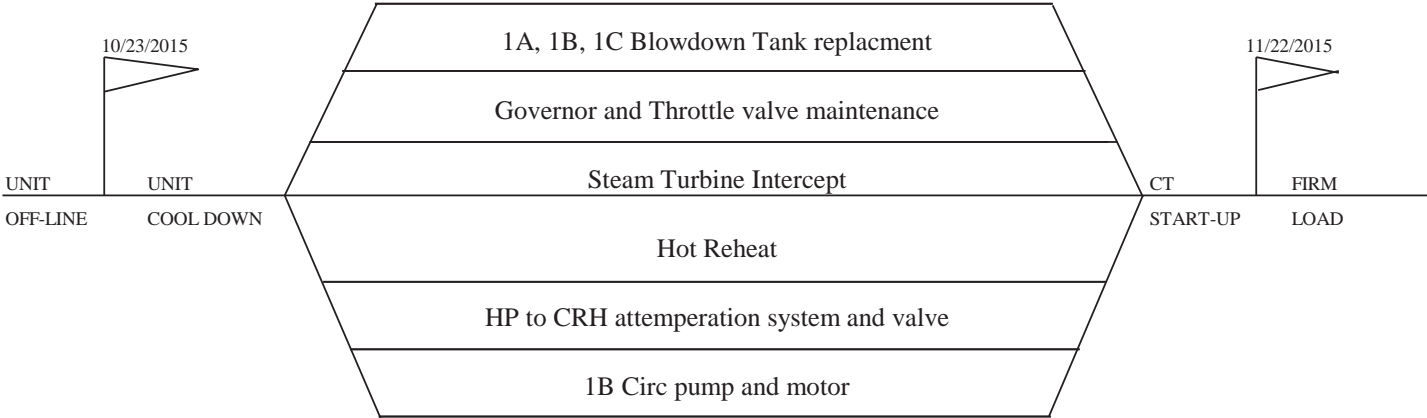 1A, 1B, 1C Blowdown Tank replacment
10/23/2015
11/22/2015
Governor and Throttle valve maintenance
UNIT
UNIT
Steam Turbine Intercept
CT
FIRM
OFF-LINE
COOL DOWN
START-UP
LOAD
Hot Reheat
HP to CRH attemperation system and valve
1B Circ pump and motor